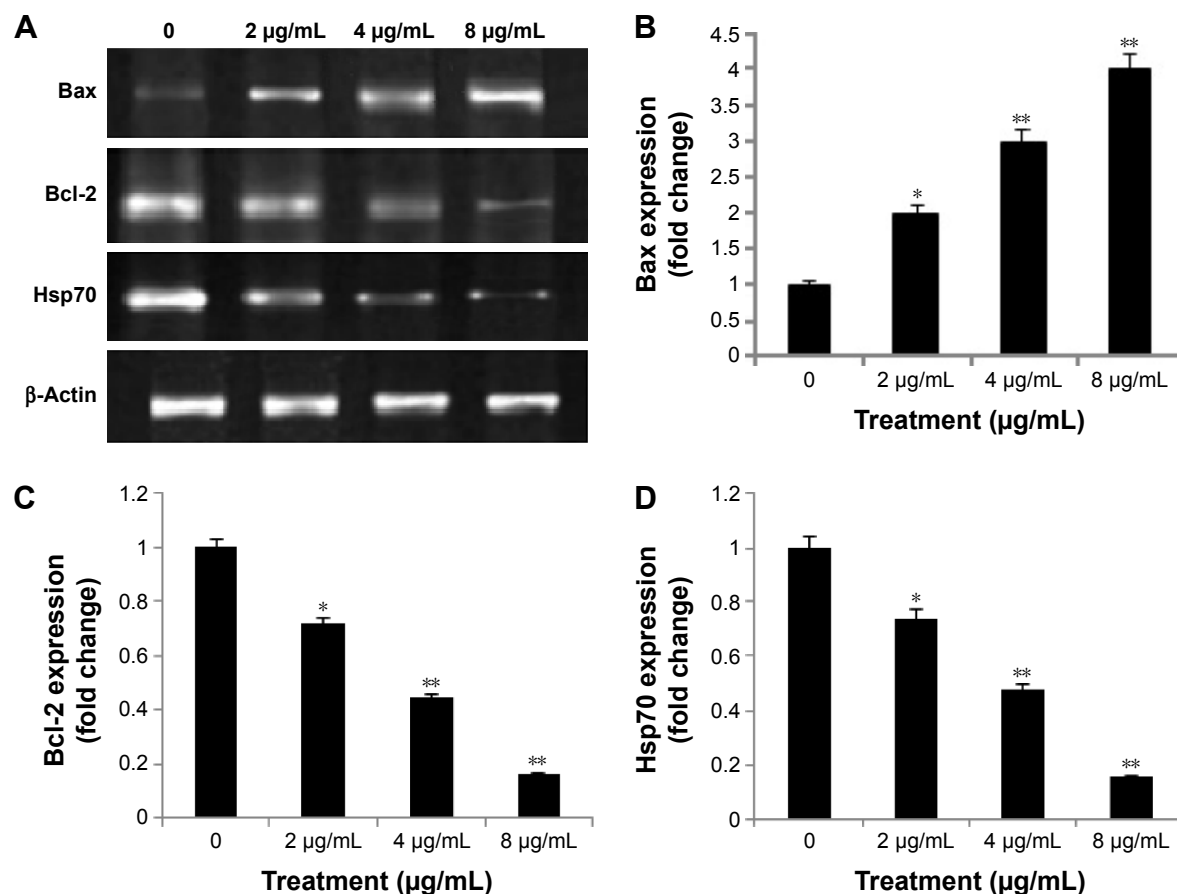 A
0 2 µg/mL 4 µg/mL 8 µg/mL
Bax
Bcl-2
Hsp70
β-Actin
B
Bax expression
(fold change)
4.5
4
3.5
3
2.5
2
1.5
1
0.5
0
*
**
**
0 2 µg/mL 4 µg/mL 8 µg/mL
Treatment (µg/mL)
C
Bcl-2 expression
(fold change)
1.2
1
0.8
0.6
0.4
0.2
0
*
**
**
0 2 µg/mL 4 µg/mL 8 µg/mL
Treatment (µg/mL)
D
Hsp70 expression
(fold change)
1.2
1
0.8
0.6
0.4
0.2
0
*
**
**
0 2 µg/mL 4 µg/mL 8 µg/mL
Treatment (µg/mL)